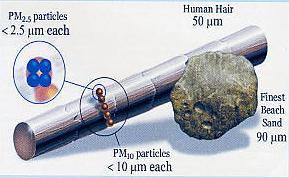 PM2.5 particles
< 2.5 µm each
Human Hair
50 µm
Finest
Beach
Sand
90 µm
PM10 particles
< 10 µm each